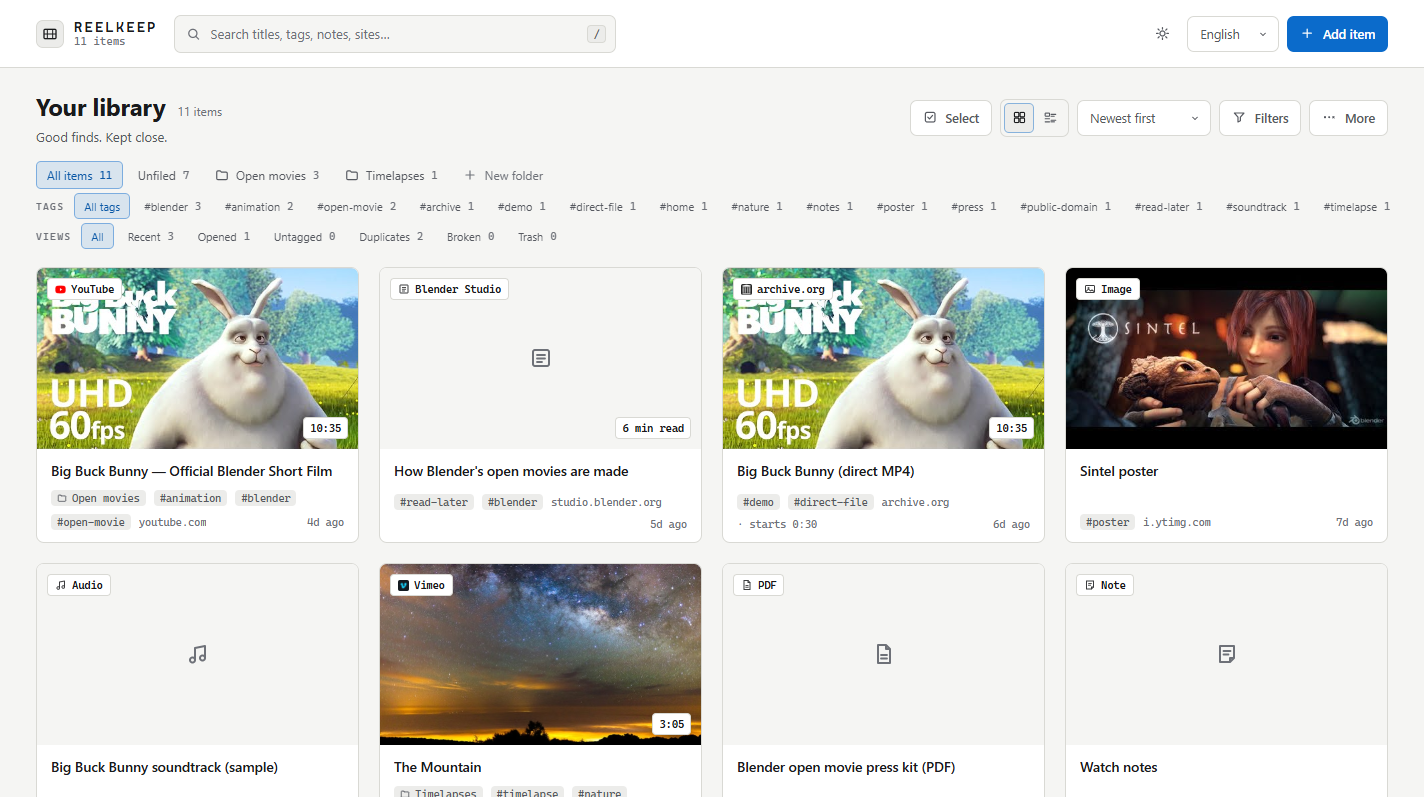 REELKEEP
11 items
Search titles, tags, notes, sites...
/
English
+ Add item
Your library 11 items
Good finds. Kept close.
Select
Newest first
Filters
More
All items 11 Unfiled 7 Open movies 3 Timelapses 1 + New folder
TAGS All tags #blender 3 #animation 2 #open-movie 2 #archive 1 #demo 1 #direct-file 1 #home 1 #nature 1 #notes 1 #poster 1 #press 1 #public-domain 1 #read-later 1 #soundtrack 1 #timelapse 1
VIEWS All Recent 3 Opened 1 Untagged 0 Duplicates 2 Broken 0 Trash 0
YouTube
BUNNY
UHD
60fps
10:35
Big Buck Bunny — Official Blender Short Film
Open movies #animation #blender
#open-movie youtube.com 4d ago
Blender Studio
6 min read
How Blender's open movies are made
#read-later #blender studio.blender.org
5d ago
archive.org
BUNNY
UHD
60fps
10:35
Big Buck Bunny (direct MP4)
#demo #direct-file archive.org
· starts 0:30 6d ago
Image
SINTEL
blender
Sintel poster
#poster i.ytimg.com 7d ago
Audio
Big Buck Bunny soundtrack (sample)
Vimeo
3:05
The Mountain
Timelapses #timelapse #nature
PDF
Blender open movie press kit (PDF)
Note
Watch notes